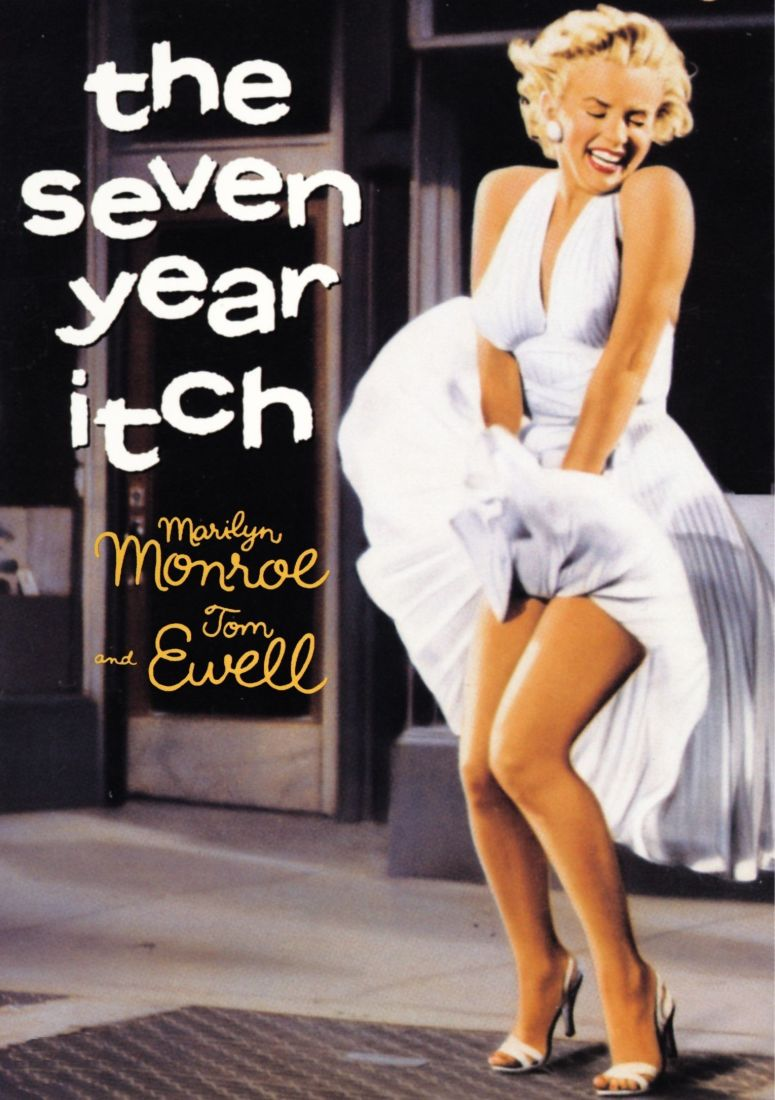 the
seven
year
itch
Marilyn
Monroe
Tom
and Ewell